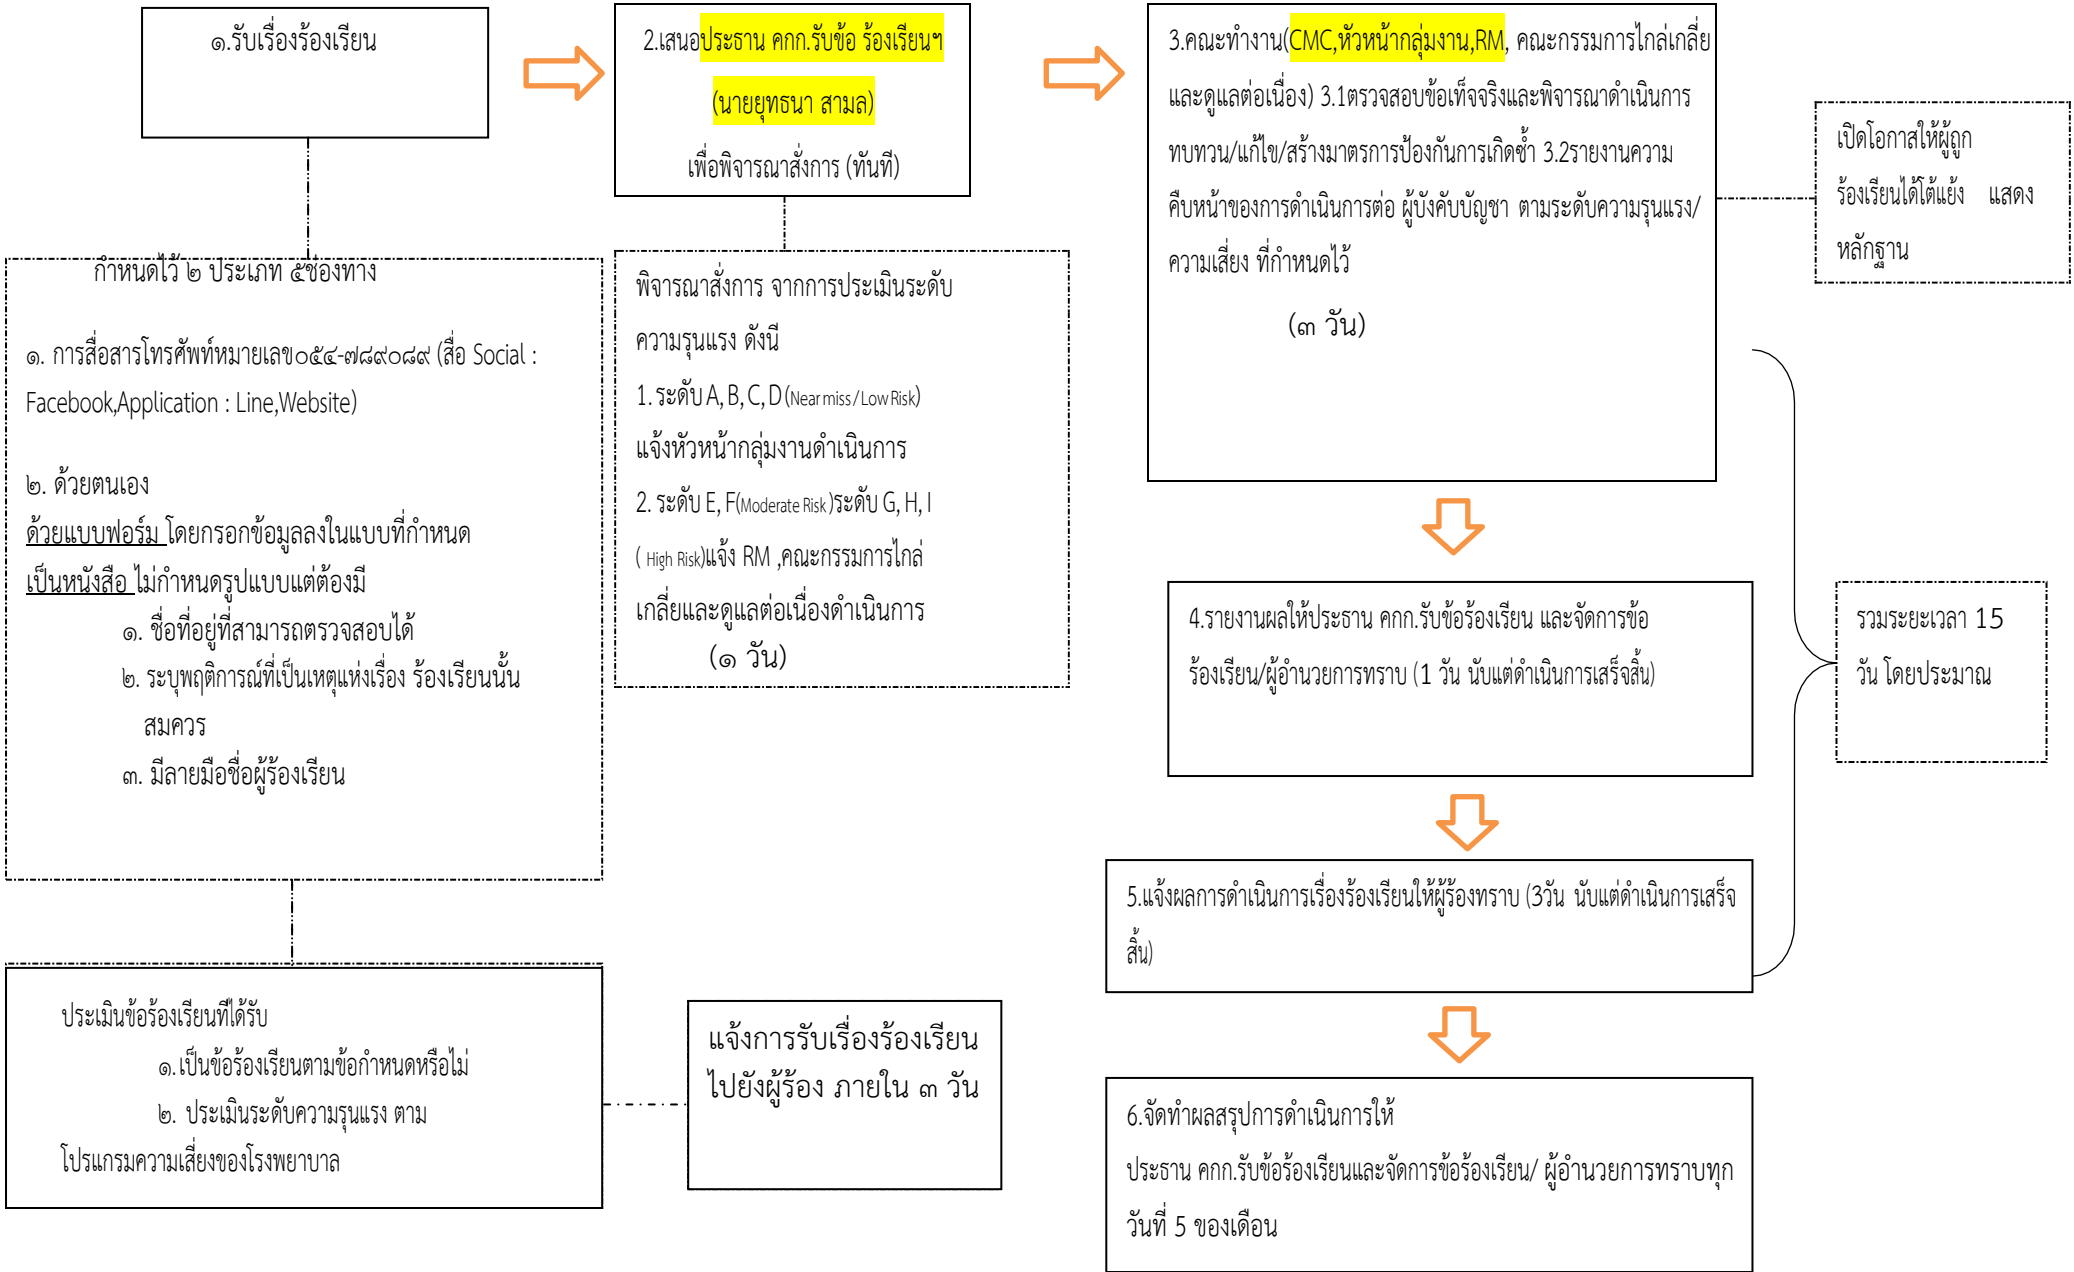 ๑.รับเรื่องร้องเรียน
2.เสนอประธาน คกก.รับข้อ ร้องเรียนฯ
(นายยุทธนา สามล)
เพื่อพิจารณาสั่งการ (ทันที)
3.คณะทำงาน(CMC,หัวหน้ากลุ่มงาน,RM, คณะกรรมการไกล่เกลี่ย
และดูแลต่อเนื่อง) 3.1ตรวจสอบข้อเท็จจริงและพิจารณาดำเนินการ
ทบทวน/แก้ไข/สร้างมาตรการป้องกันการเกิดซ้ำ 3.2รายงานความ
คืบหน้าของการดำเนินการต่อ ผู้บังคับบัญชา ตามระดับความรุนแรง/
ความเสี่ยง ที่กำหนดไว้
(๓ วัน)
เปิดโอกาสให้ผู้ถูก
ร้องเรียนได้โต้แย้ง แสดง
หลักฐาน
กำหนดไว้ ๒ ประเภท ๕ช่องทาง
๑. การสื่อสารโทรศัพท์หมายเลข๐๕๔-๗๘๙๐๘๙ (สื่อ Social :
Facebook,Application : Line,Website)
๒. ด้วยตนเอง
ด้วยแบบฟอร์ม โดยกรอกข้อมูลลงในแบบที่กำหนด
เป็นหนังสือ ไม่กำหนดรูปแบบแต่ต้องมี
๑. ชื่อที่อยู่ที่สามารถตรวจสอบได้
๒. ระบุพฤติการณ์ที่เป็นเหตุแห่งเรื่อง ร้องเรียนนั้น
สมควร
๓. มีลายมือชื่อผู้ร้องเรียน
พิจารณาสั่งการ จากการประเมินระดับ
ความรุนแรง ดังนี
1. ระดับ A, B, C, D (Near miss / Low Risk)
แจ้งหัวหน้ากลุ่มงานดำเนินการ
2. ระดับ E, F(Moderate Risk )ระดับ G, H, I
( High Risk)แจ้ง RM ,คณะกรรมการไกล่
เกลี่ยและดูแลต่อเนื่องดำเนินการ
(๑ วัน)
4.รายงานผลให้ประธาน คกก.รับข้อร้องเรียน และจัดการข้อ
ร้องเรียน/ผู้อำนวยการทราบ (1 วัน นับแต่ดำเนินการเสร็จสิ้น)
รวมระยะเวลา 15
วัน โดยประมาณ
5.แจ้งผลการดำเนินการเรื่องร้องเรียนให้ผู้ร้องทราบ (3วัน นับแต่ดำเนินการเสร็จ
สิ้น)
ประเมินข้อร้องเรียนทีได้รับ
๑.เป็นข้อร้องเรียนตามข้อกำหนดหรือไม่
๒. ประเมินระดับความรุนแรง ตาม
โปรแกรมความเสี่ยงของโรงพยาบาล
แจ้งการรับเรื่องร้องเรียน
ไปยังผู้ร้อง ภายใน ๓ วัน
6.จัดทำผลสรุปการดำเนินการให้
ประธาน คกก.รับข้อร้องเรียนและจัดการข้อร้องเรียน/ ผู้อำนวยการทราบทุก
วันที่ 5 ของเดือน